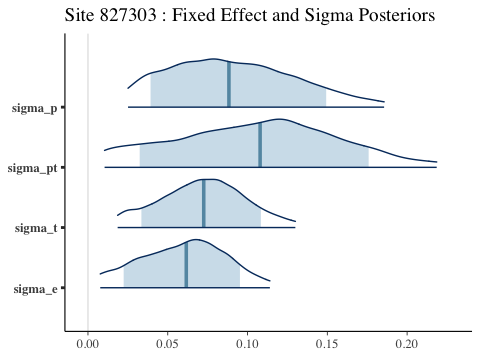 Site 827303 : Fixed Effect and Sigma Posteriors
sigma_p
sigma_pt
sigma_t
sigma_e
0.00 0.05 0.10 0.15 0.20